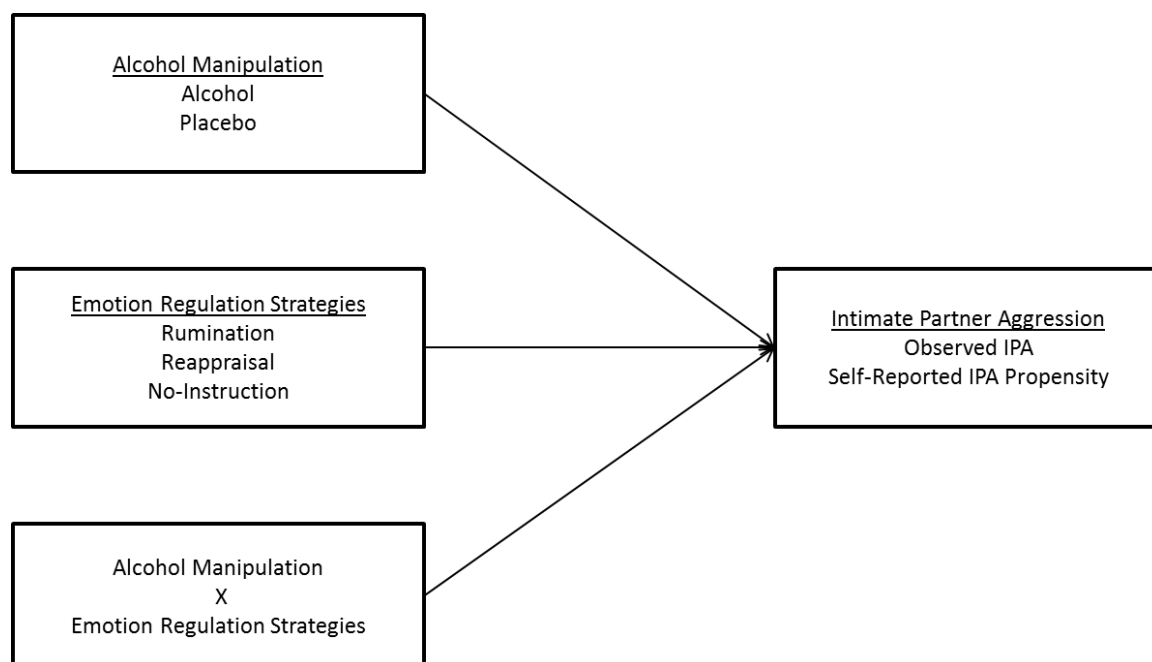 Alcohol Manipulation
Alcohol
Placebo
Emotion Regulation Strategies
Rumination
Reappraisal
No-Instruction
Intimate Partner Aggression
Observed IPA
Self-Reported IPA Propensity
Alcohol Manipulation
X
Emotion Regulation Strategies